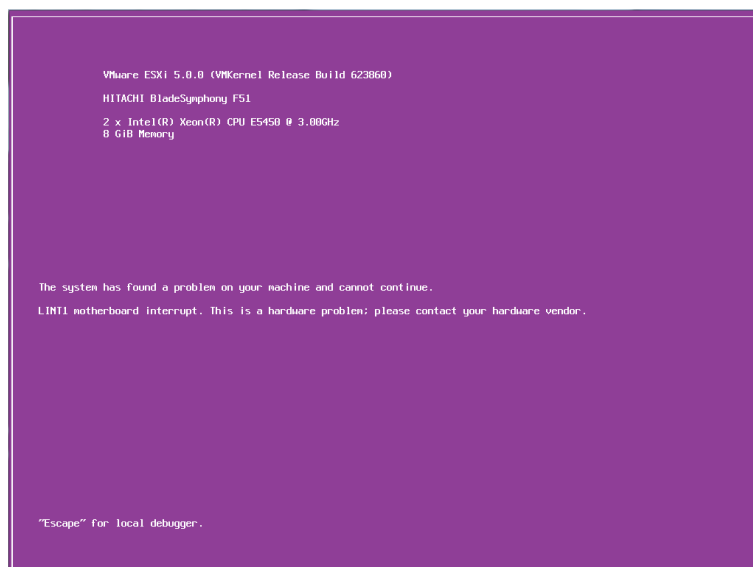 VMware ESXi 5.0.0 (VMKernel Release Build 623860)
HITACHI BladeSymphony F51
2 x Intel(R) Xeon(R) CPU E5450 @ 3.00GHz
8 GiB Memory
The system has found a problem on your machine and cannot continue.
LINT1 motherboard interrupt. This is a hardware problem; please contact your hardware vendor.
"Escape" for local debugger.